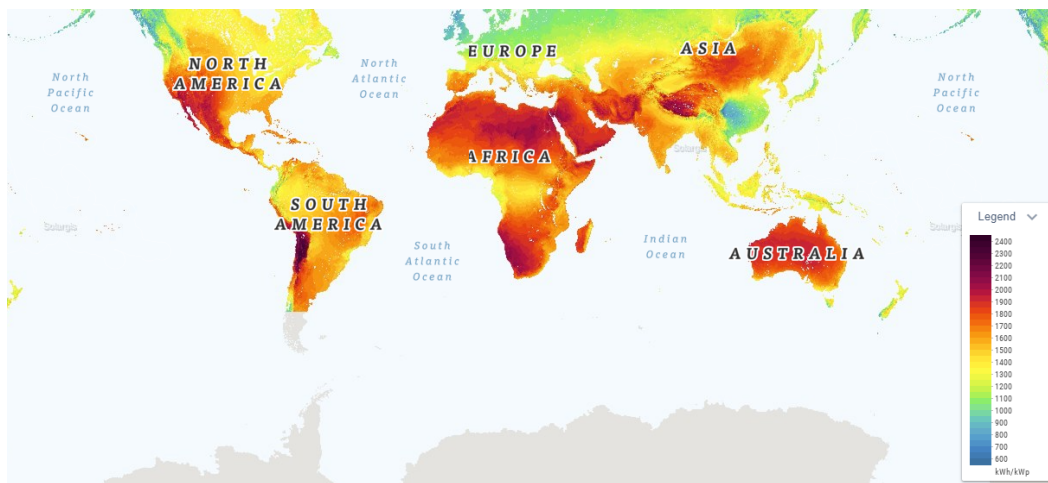 NORTH
AMERICA
EUROPE
ASIA
North
Pacific
Ocean
North
Atlantic
Ocean
North
Pacific
Ocean
AFRICA
Solargis
SOUTH
AMERICA
Solargis
South
Atlantic
Ocean
Indian
Ocean
AUSTRALIA
Solargis
Legend
2400
2300
2200
2100
2000
1900
1800
1700
1600
1500
1400
1300
1200
1100
1000
900
800
700
600
kWh/kWp